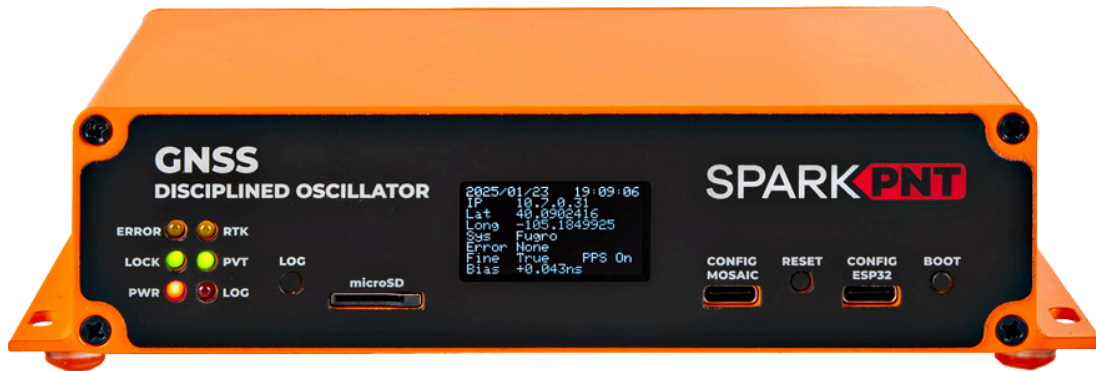 GNSS
DISCIPLINED OSCILLATOR
ERROR RTK
LOCK PVT
PWR LOG
LOG
microSD
2025/01/23 19:09:06
IP 10.7.0.31
Lat 40.0902416
Long -105.1849925
Sys Fugro
Error None
Fine True PPS On
Bias +0.043ns
SPARK PNT
CONFIG MOSAIC
RESET
CONFIG ESP32
BOOT